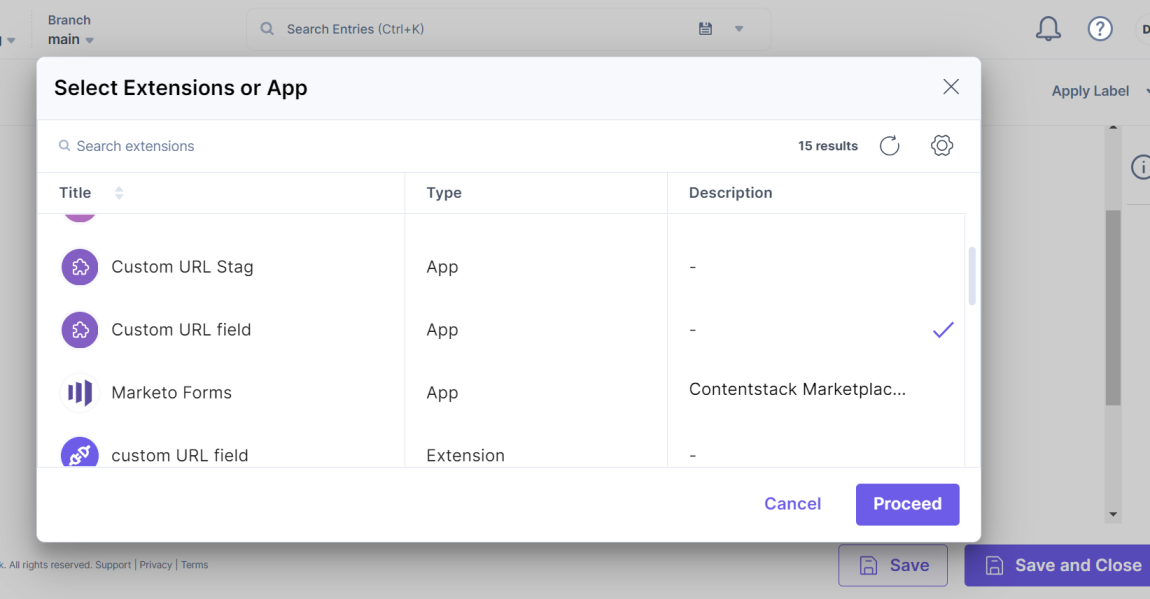 Branch
main
Search Entries (Ctrl+K)
Select Extensions or App
Apply Label
Search extensions
15 results
Title Type Description
Custom URL Stag App -
Custom URL field App -
Marketo Forms App Contentstack Marketplac...
custom URL field Extension -
Cancel Proceed
k. All rights reserved. Support | Privacy | Terms
Save Save and Close